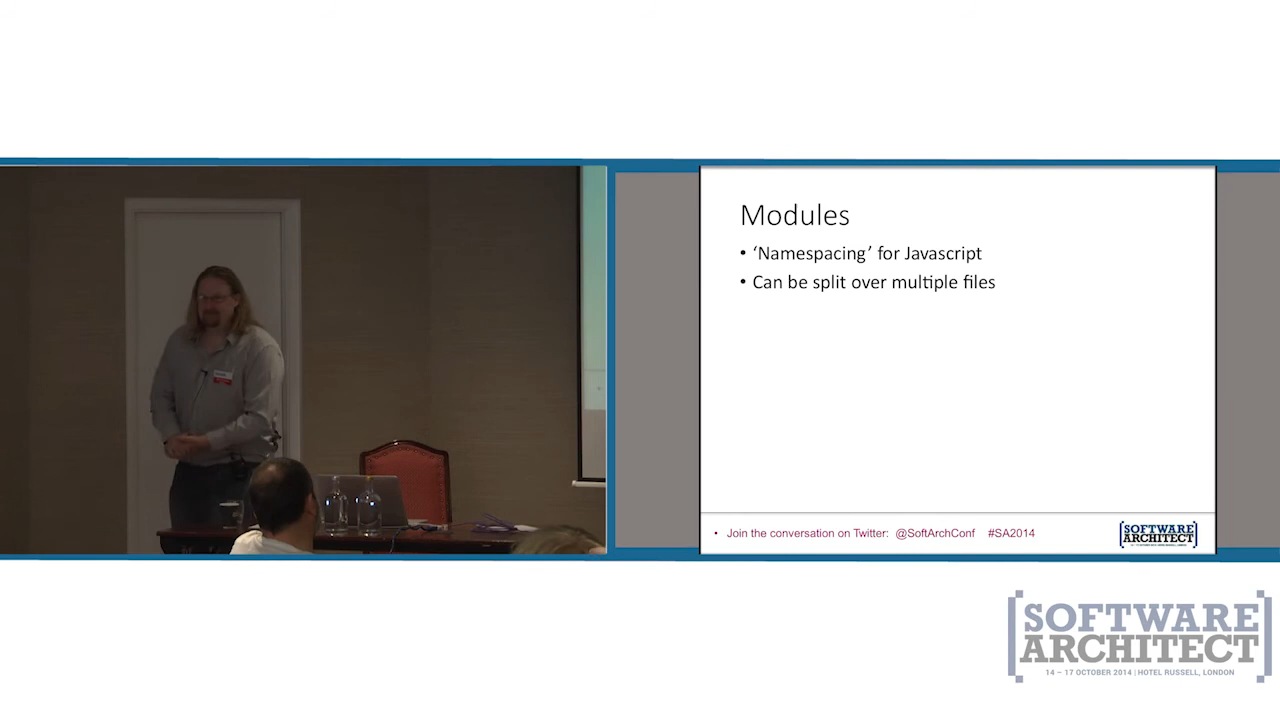 Modules
• ‘Namespacing’ for Javascript
• Can be split over multiple files
• Join the conversation on Twitter: @SoftArchConf #SA2014
[SOFTWARE
ARCHITECT]
[SOFTWARE
ARCHITECT]
14 – 17 OCTOBER 2014 | HOTEL RUSSELL, LONDON